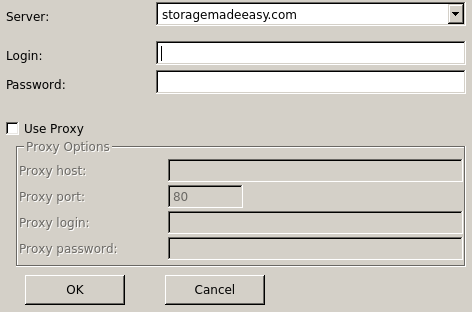 Server: storagemadeeasy.com
Login:
Password:
Use Proxy
Proxy Options
Proxy host:
Proxy port: 80
Proxy login:
Proxy password:
OK Cancel